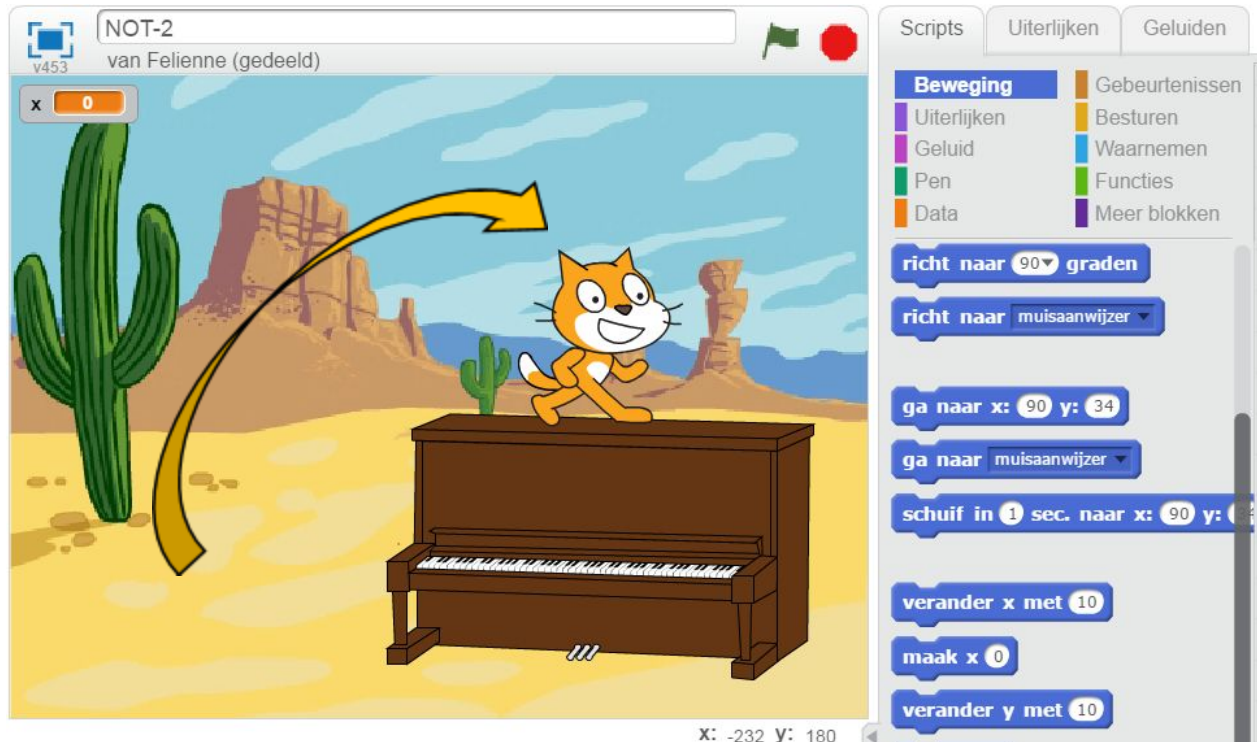 NOT-2
v453
van Felienne (gedeeld)
x 0
Scripts
Uiterlijken
Geluiden
Beweging
Uiterlijken
Geluid
Pen
Data
Gebeurtenissen
Besturen
Waarnemen
Functies
Meer blokken
richt naar 90 graden
richt naar muisaanwijzer
ga naar x: 90 y: 34
ga naar muisaanwijzer
schuif in 1 sec. naar x: 90 y:
verander x met 10
maak x 0
verander y met 10
X: -232 Y: 180